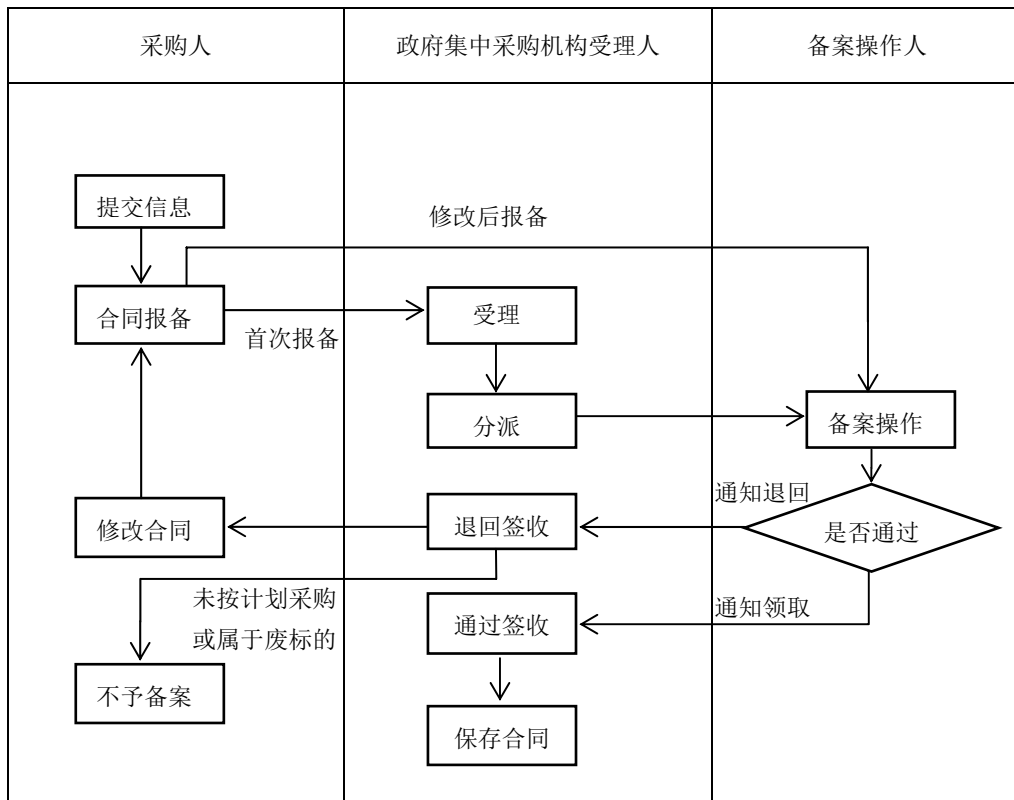 采购人
政府集中采购机构受理人
备案操作人
提交信息
修改后报备
合同报备
首次报备
受理
分派
备案操作
通知退回
修改合同
退回签收
是否通过
未按计划采购
或属于废标的
通过签收
通知领取
不予备案
保存合同